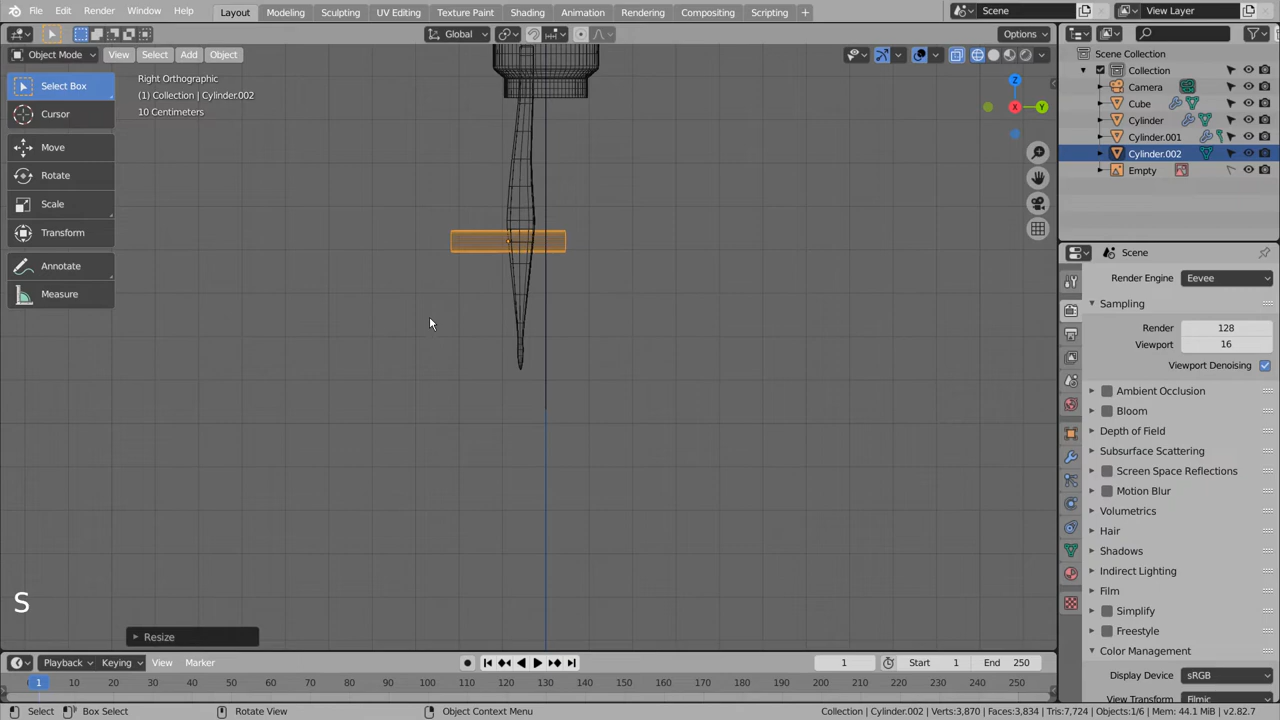 File Edit Render Window Help Layout Modeling Sculpting UV Editing Texture Paint Shading Animation Rendering Compositing Scripting + Scene View Layer
Global Options
Object Mode View Select Add Object
Select Box
Cursor
Move
Rotate
Scale
Transform
Annotate
Measure
Right Orthographic
(1) Collection | Cylinder.002
10 Centimeters
Z
X
Y
S
Resize
Scene Collection
Collection
Camera
Cube
Cylinder
Cylinder.001
Cylinder.002
Empty
Scene
Render Engine Eevee
Sampling
Render 128
Viewport 16
Viewport Denoising
Ambient Occlusion
Bloom
Depth of Field
Subsurface Scattering
Screen Space Reflections
Motion Blur
Volumetrics
Hair
Shadows
Indirect Lighting
Film
Simplify
Freestyle
Color Management
Display Device sRGB
View Transform Filmic
Playback Keying View Marker 1 Start 1 End 250
1 10 20 30 40 50 60 70 80 90 100 110 120 130 140 150 160 170 180 190 200 210 220 230 240 250
Select Box Select Rotate View Object Context Menu Collection | Cylinder.002 | Verts:3,870 | Faces:3,834 | Tris:7,724 | Objects:1/6 | Mem: 44.1 MiB | v2.82.7